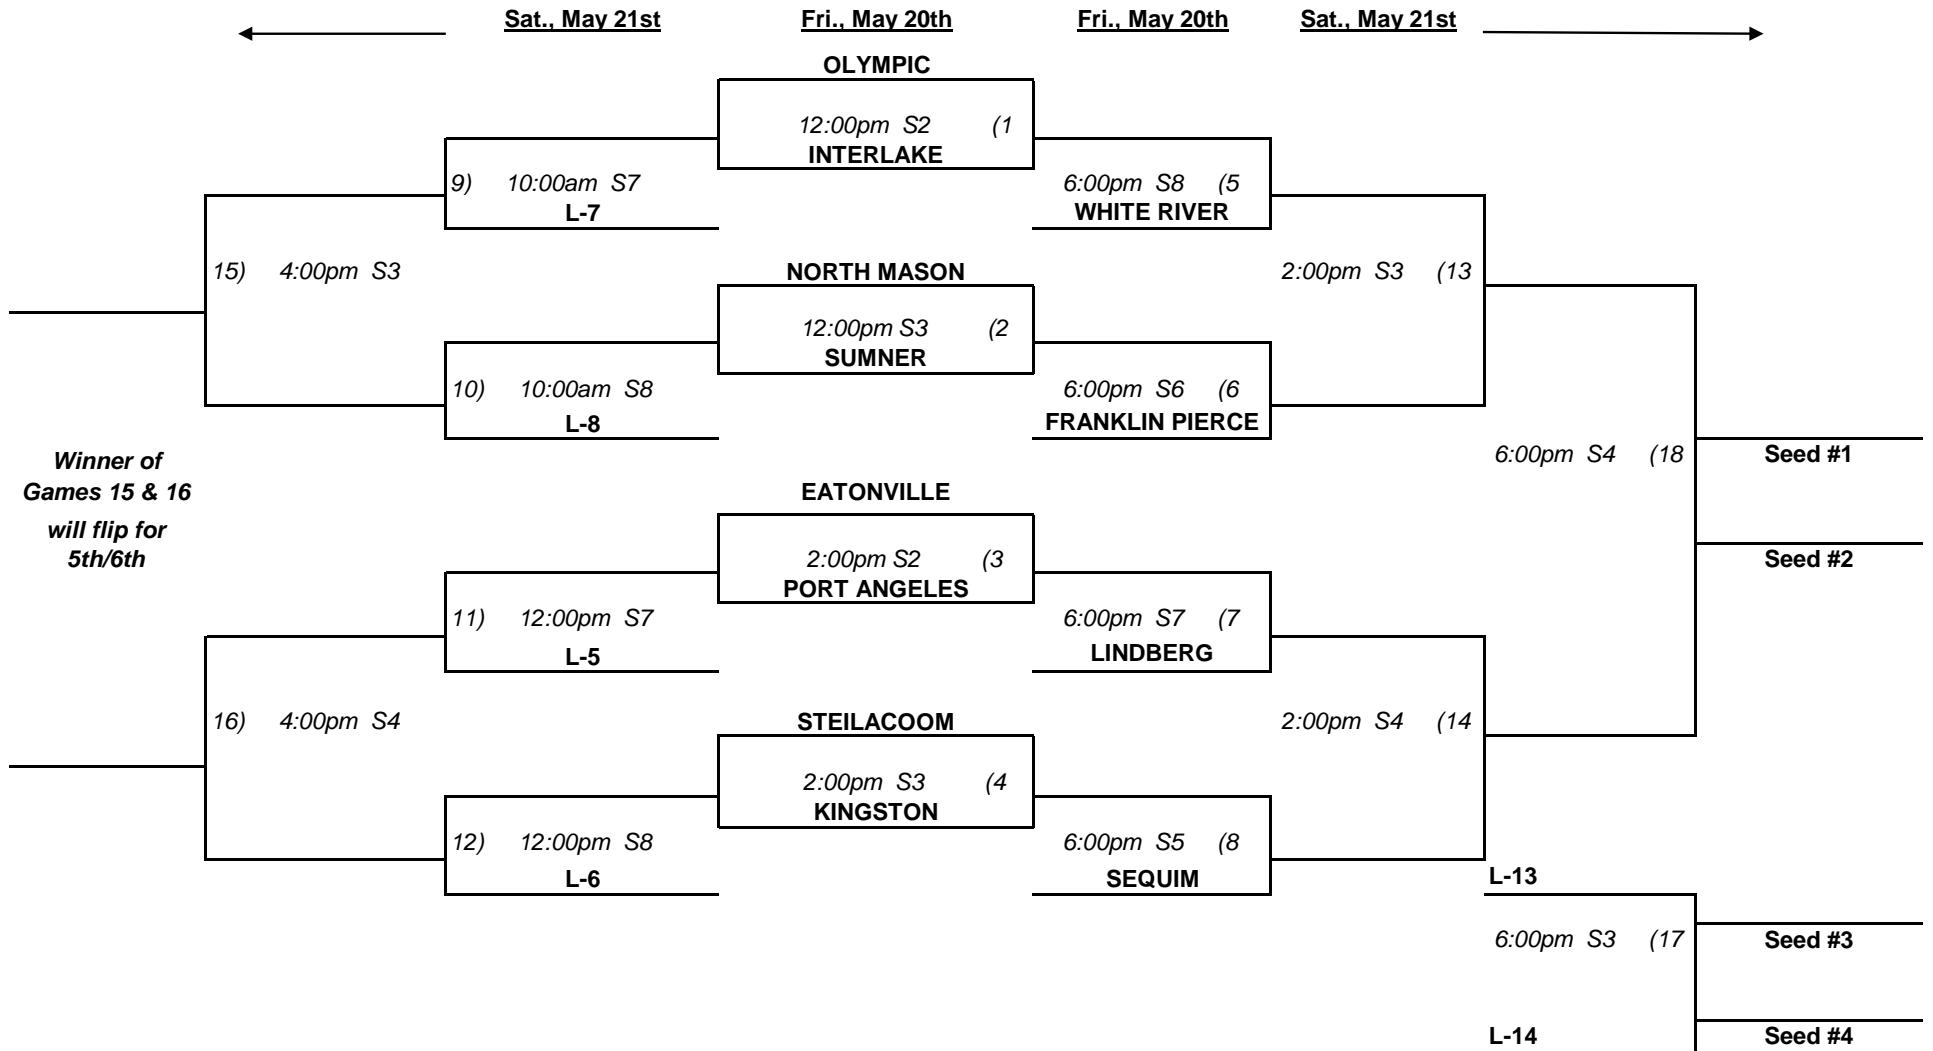 Sat., May 21st Fri., May 20th Fri., May 20th Sat., May 21st
OLYMPIC
12:00pm S2 (1
INTERLAKE
9) 10:00am S7
L-7
6:00pm S8 (5
WHITE RIVER
15) 4:00pm S3
NORTH MASON
2:00pm S3 (13
12:00pm S3 (2
SUMNER
10) 10:00am S8
L-8
6:00pm S6 (6
FRANKLIN PIERCE
Winner of
Games 15 & 16
will flip for
5th/6th
6:00pm S4 (18
Seed #1
EATONVILLE
2:00pm S2 (3
PORT ANGELES
Seed #2
11) 12:00pm S7
L-5
6:00pm S7 (7
LINDBERG
16) 4:00pm S4
STEILACOOM
2:00pm S4 (14
2:00pm S3 (4
KINGSTON
12) 12:00pm S8
L-6
6:00pm S5 (8
SEQUIM
L-13
6:00pm S3 (17
Seed #3
L-14
Seed #4